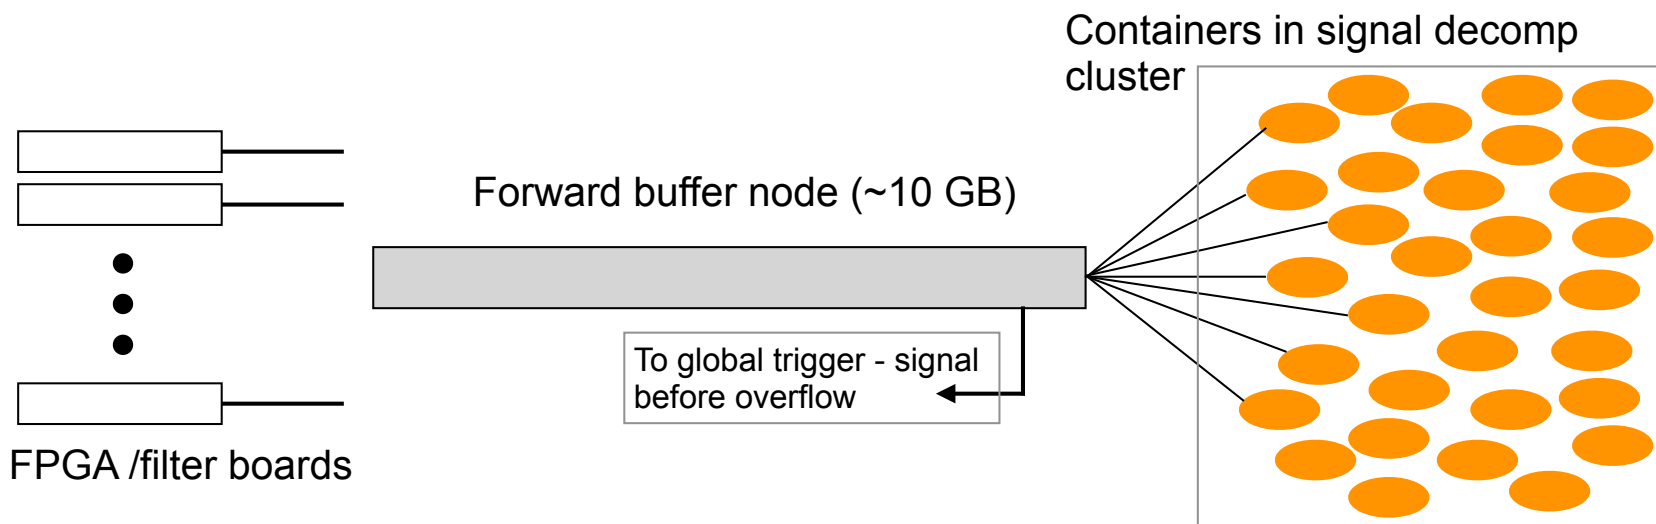 Containers in signal decomp
cluster
Forward buffer node (~10 GB)
To global trigger - signal
before overflow
FPGA /filter boards